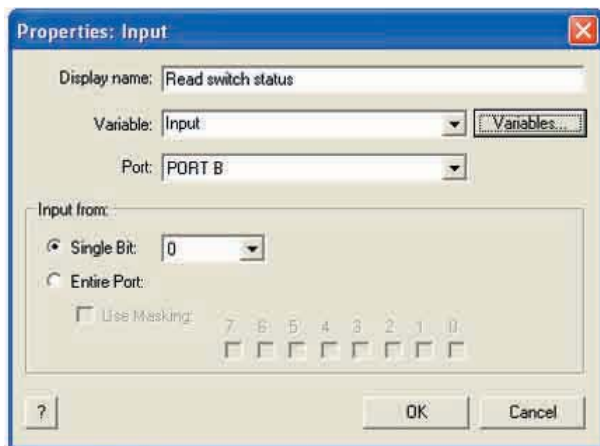 Properties: Input
Display name: Read switch status
Variable: Input Variables...
Port: PORT B
Input from:
Single Bit: 0
Entire Port:
Use Masking:
7 6 5 4 3 2 1 0
? OK Cancel